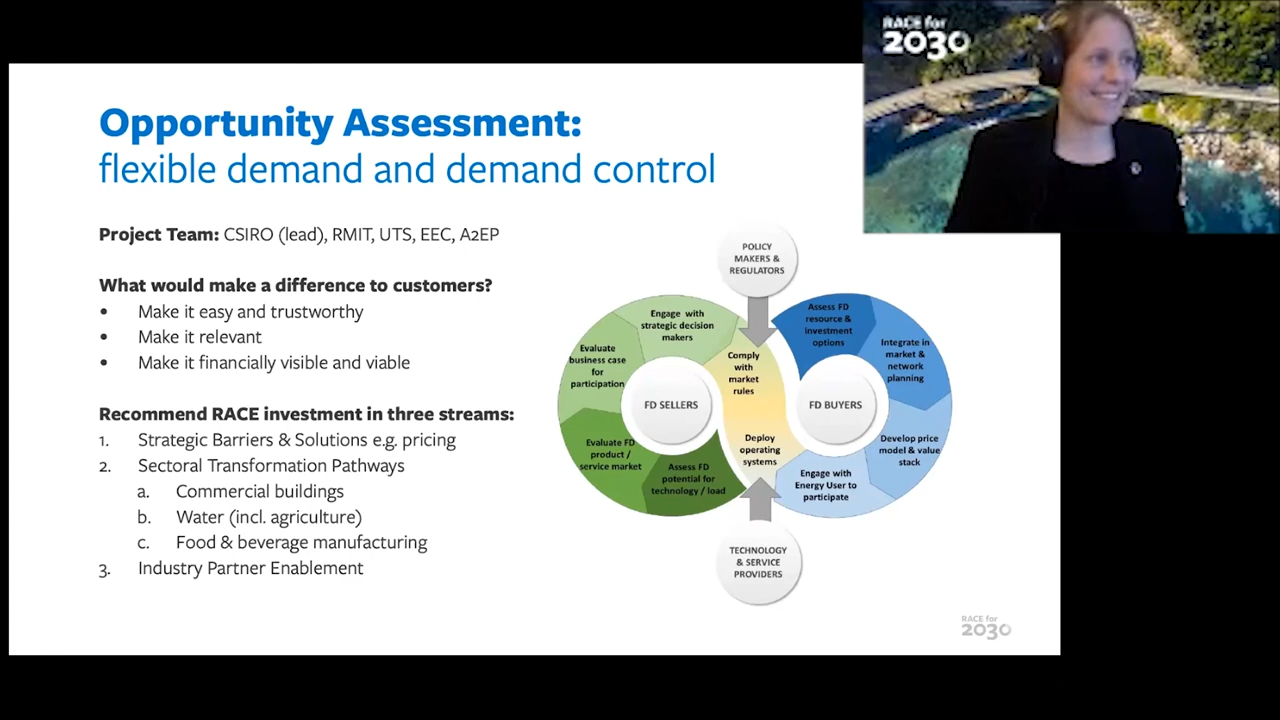 RACE for
2030
Opportunity Assessment:
flexible demand and demand control
Project Team: CSIRO (lead), RMIT, UTS, EEC, A2EP
What would make a difference to customers?
• Make it easy and trustworthy
• Make it relevant
• Make it financially visible and viable
Recommend RACE investment in three streams:
1. Strategic Barriers & Solutions e.g. pricing
2. Sectoral Transformation Pathways
a. Commercial buildings
b. Water (incl. agriculture)
c. Food & beverage manufacturing
3. Industry Partner Enablement
POLICY
MAKERS &
REGULATORS
Engage with
strategic decision
makers
Evaluate
business case
for
participation
Evaluate FD
product /
service market
Assess FD
potential for
technology / load
FD SELLERS
Comply
with
market
rules
Deploy
operating
systems
FD BUYERS
Assess FD
resource &
investment
options
Integrate in
market &
network
planning
Develop price
model & value
stack
Engage with
Energy User to
participate
TECHNOLOGY
& SERVICE
PROVIDERS
RACE for
2030